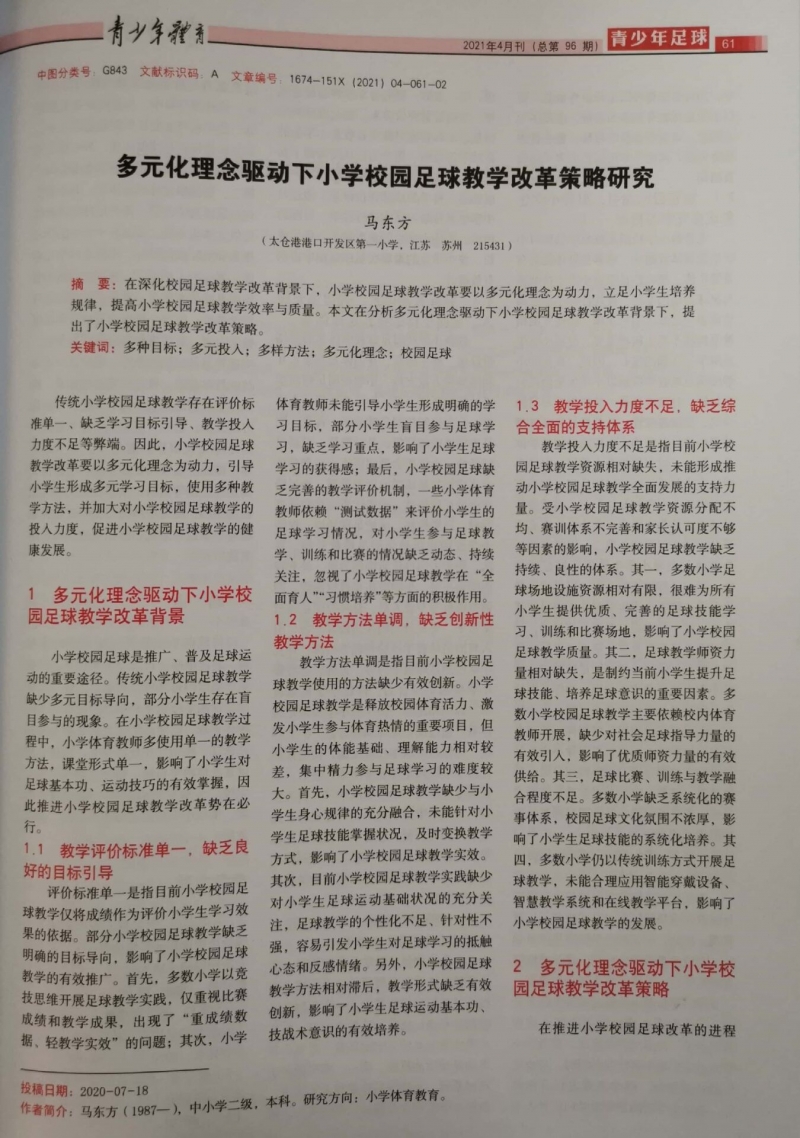 青少年體育
2021年4月刊（总第 96 期）
青少年足球
61
中图分类号：G843 文献标识码：A 文章编号：1674-151X (2021) 04-061-02
多元化理念驱动下小学校园足球教学改革策略研究
马东方
（太仓港港口开发区第一小学，江苏 苏州 215431）
摘 要：在深化校园足球教学改革背景下，小学校园足球教学改革要以多元化理念为动力，立足小学生培养
规律，提高小学校园足球教学效率与质量。本文在分析多元化理念驱动下小学校园足球教学改革背景下，提
出了小学校园足球教学改革策略。
关键词：多种目标；多元投入；多样方法；多元化理念；校园足球
传统小学校园足球教学存在评价标
准单一、缺乏学习目标引导、教学投入
力度不足等弊端。因此，小学校园足球
教学改革要以多元化理念为动力，引导
小学生形成多元学习目标，使用多种教
学方法，并加大对小学校园足球教学的
投入力度，促进小学校园足球教学的健
康发展。
1 多元化理念驱动下小学校
园足球教学改革背景
小学校园足球是推广、普及足球运
动的重要途径。传统小学校园足球教学
缺少多元目标导向，部分小学生存在盲
目参与的现象。在小学校园足球教学过
程中，小学体育教师多使用单一的教学
方法，课堂形式单一，影响了小学生对
足球基本功、运动技巧的有效掌握，因
此推进小学校园足球教学改革势在必
行。
1.1 教学评价标准单一，缺乏良
好的目标引导
评价标准单一是指目前小学校园足
球教学仅将成绩作为评价小学生学习效
果的依据。部分小学校园足球教学缺乏
明确的目标导向，影响了小学校园足球
教学的有效推广。首先，多数小学以竞
技思维开展足球教学实践，仅重视比赛
成绩和教学成果，出现了“重成绩数
据、轻教学实效”的问题；其次，小学
体育教师未能引导小学生形成明确的学
习目标，部分小学生盲目参与足球学
习，缺乏学习重点，影响了小学生足球
学习的获得感；最后，小学校园足球缺
乏完善的教学评价机制，一些小学体育
教师依赖“测试数据”来评价小学生的
足球学习情况，对小学生参与足球教
学、训练和比赛的情况缺乏动态、持续
关注，忽视了小学校园足球教学在“全
面育人”“习惯培养”等方面的积极作用。
1.2 教学方法单调，缺乏创新性
教学方法
教学方法单调是指目前小学校园足
球教学使用的方法缺少有效创新。小学
校园足球教学是释放校园体育活力、激
发小学生参与体育热情的重要项目，但
小学生的体能基础、理解能力相对较
差，集中精力参与足球学习的难度较
大。首先，小学校园足球教学缺少与小
学生身心规律的充分融合，未能针对小
学生足球技能掌握状况，及时变换教学
方式，影响了小学校园足球教学实效。
其次，目前小学校园足球教学实践缺少
对小学生足球运动基础状况的充分关
注，足球教学的个性化不足、针对性不
强，容易引发小学生对足球学习的抵触
心态和反感情绪。另外，小学校园足球
教学方法相对滞后，教学形式缺乏有效
创新，影响了小学生足球运动基本功、
技战术意识的有效培养。
1.3 教学投入力度不足，缺乏综
合全面的支持体系
教学投入力度不足是指目前小学校
园足球教学资源相对缺失，未能形成推
动小学校园足球教学全面发展的支持力
量。受小学校园足球教学资源分配不
均、赛训体系不完善和家长认可度不够
等因素的影响，小学校园足球教学缺乏
持续、良性的体系。其一，多数小学足
球场地设施资源相对有限，很难为所有
小学生提供优质、完善的足球技能学
习、训练和比赛场地，影响了小学校园
足球教学质量。其二，足球教学师资力
量相对缺失，是制约当前小学生提升足
球技能、培养足球意识的重要因素。多
数小学校园足球教学主要依赖校内体育
教师开展，缺少对社会足球指导力量的
有效引入，影响了优质师资力量的有效
供给。其三，足球比赛、训练与教学融
合程度不足。多数小学缺乏系统化的赛
事体系，校园足球文化氛围不浓厚，影
响了小学生足球技能的系统化培养。其
四，多数小学仍以传统训练方式开展足
球教学，未能合理应用智能穿戴设备、
智慧教学系统和在线教学平台，影响了
小学校园足球教学的发展。
2 多元化理念驱动下小学校
园足球教学改革策略
在推进小学校园足球改革的进程
投稿日期：2020-07-18
作者简介：马东方（1987—），中小学二级，本科。研究方向：小学体育教育。